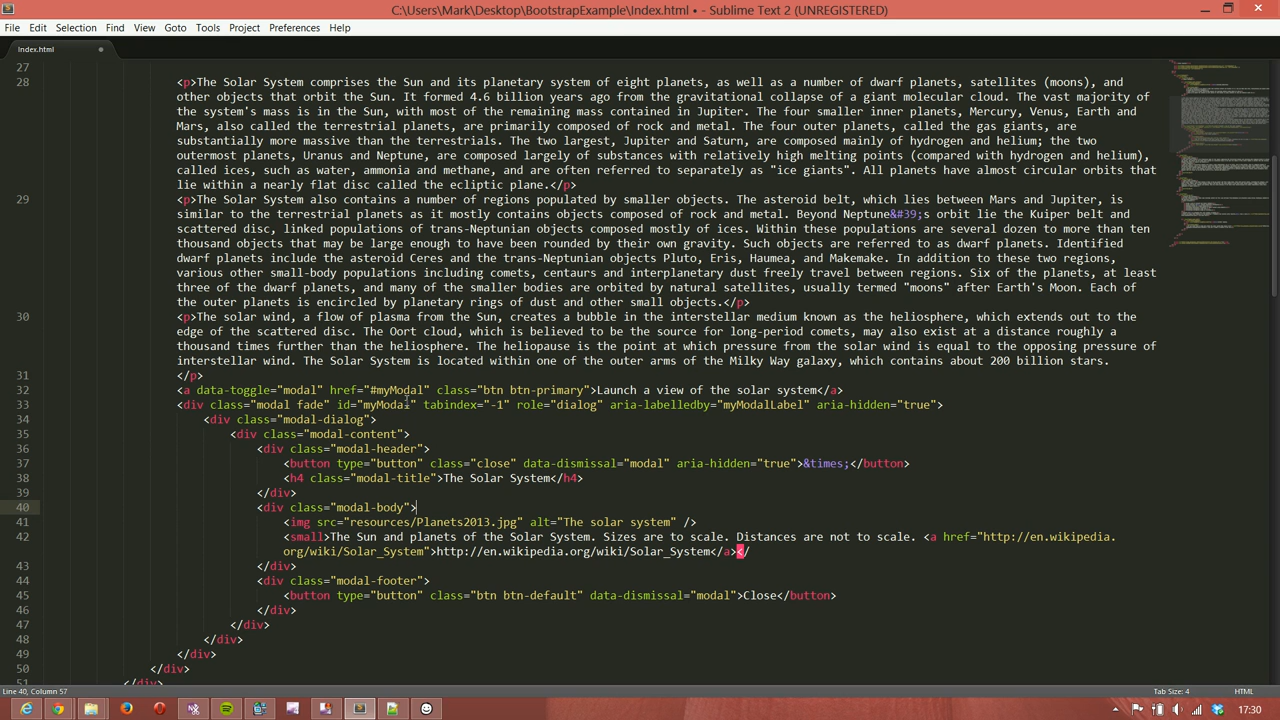 C:\Users\Mark\Desktop\BootstrapExample\Index.html • - Sublime Text 2 (UNREGISTERED)
File Edit Selection Find View Goto Tools Project Preferences Help
Index.html
27
28 <p>The Solar System comprises the Sun and its planetary system of eight planets, as well as a number of dwarf planets, satellites (moons), and
other objects that orbit the Sun. It formed 4.6 billion years ago from the gravitational collapse of a giant molecular cloud. The vast majority of
the system's mass is in the Sun, with most of the remaining mass contained in Jupiter. The four smaller inner planets, Mercury, Venus, Earth and
Mars, also called the terrestrial planets, are primarily composed of rock and metal. The four outer planets, called the gas giants, are
substantially more massive than the terrestrials. The two largest, Jupiter and Saturn, are composed mainly of hydrogen and helium; the two
outermost planets, Uranus and Neptune, are composed largely of substances with relatively high melting points (compared with hydrogen and helium),
called ices, such as water, ammonia and methane, and are often referred to separately as "ice giants". All planets have almost circular orbits that
lie within a nearly flat disc called the ecliptic plane.</p>
29 <p>The Solar System also contains a number of regions populated by smaller objects. The asteroid belt, which lies between Mars and Jupiter, is
similar to the terrestrial planets as it mostly contains objects composed of rock and metal. Beyond Neptune&#39;s orbit lie the Kuiper belt and
scattered disc, linked populations of trans-Neptunian objects composed mostly of ices. Within these populations are several dozen to more than ten
thousand objects that may be large enough to have been rounded by their own gravity. Such objects are referred to as dwarf planets. Identified
dwarf planets include the asteroid Ceres and the trans-Neptunian objects Pluto, Eris, Haumea, and Makemake. In addition to these two regions,
various other small-body populations including comets, centaurs and interplanetary dust freely travel between regions. Six of the planets, at least
three of the dwarf planets, and many of the smaller bodies are orbited by natural satellites, usually termed "moons" after Earth's Moon. Each of
the outer planets is encircled by planetary rings of dust and other small objects.</p>
30 <p>The solar wind, a flow of plasma from the Sun, creates a bubble in the interstellar medium known as the heliosphere, which extends out to the
edge of the scattered disc. The Oort cloud, which is believed to be the source for long-period comets, may also exist at a distance roughly a
thousand times further than the heliosphere. The heliopause is the point at which pressure from the solar wind is equal to the opposing pressure of
interstellar wind. The Solar System is located within one of the outer arms of the Milky Way galaxy, which contains about 200 billion stars.
31 </p>
32 <a data-toggle="modal" href="#myModal" class="btn btn-primary">Launch a view of the solar system</a>
33 <div class="modal fade" id="myModal" tabindex="-1" role="dialog" aria-labelledby="myModalLabel" aria-hidden="true">
34 <div class="modal-dialog">
35 <div class="modal-content">
36 <div class="modal-header">
37 <button type="button" class="close" data-dismissal="modal" aria-hidden="true">&times;</button>
38 <h4 class="modal-title">The Solar System</h4>
39 </div>
40 <div class="modal-body">
41 <img src="resources/Planets2013.jpg" alt="The solar system" />
42 <small>The Sun and planets of the Solar System. Sizes are to scale. Distances are not to scale. <a href="http://en.wikipedia.
org/wiki/Solar_System">http://en.wikipedia.org/wiki/Solar_System</a></
43 </div>
44 <div class="modal-footer">
45 <button type="button" class="btn btn-default" data-dismissal="modal">Close</button>
46 </div>
47 </div>
48 </div>
49 </div>
50 </div>
51 </div>
Line 40, Column 57
Tab Size: 4
HTML
17:30